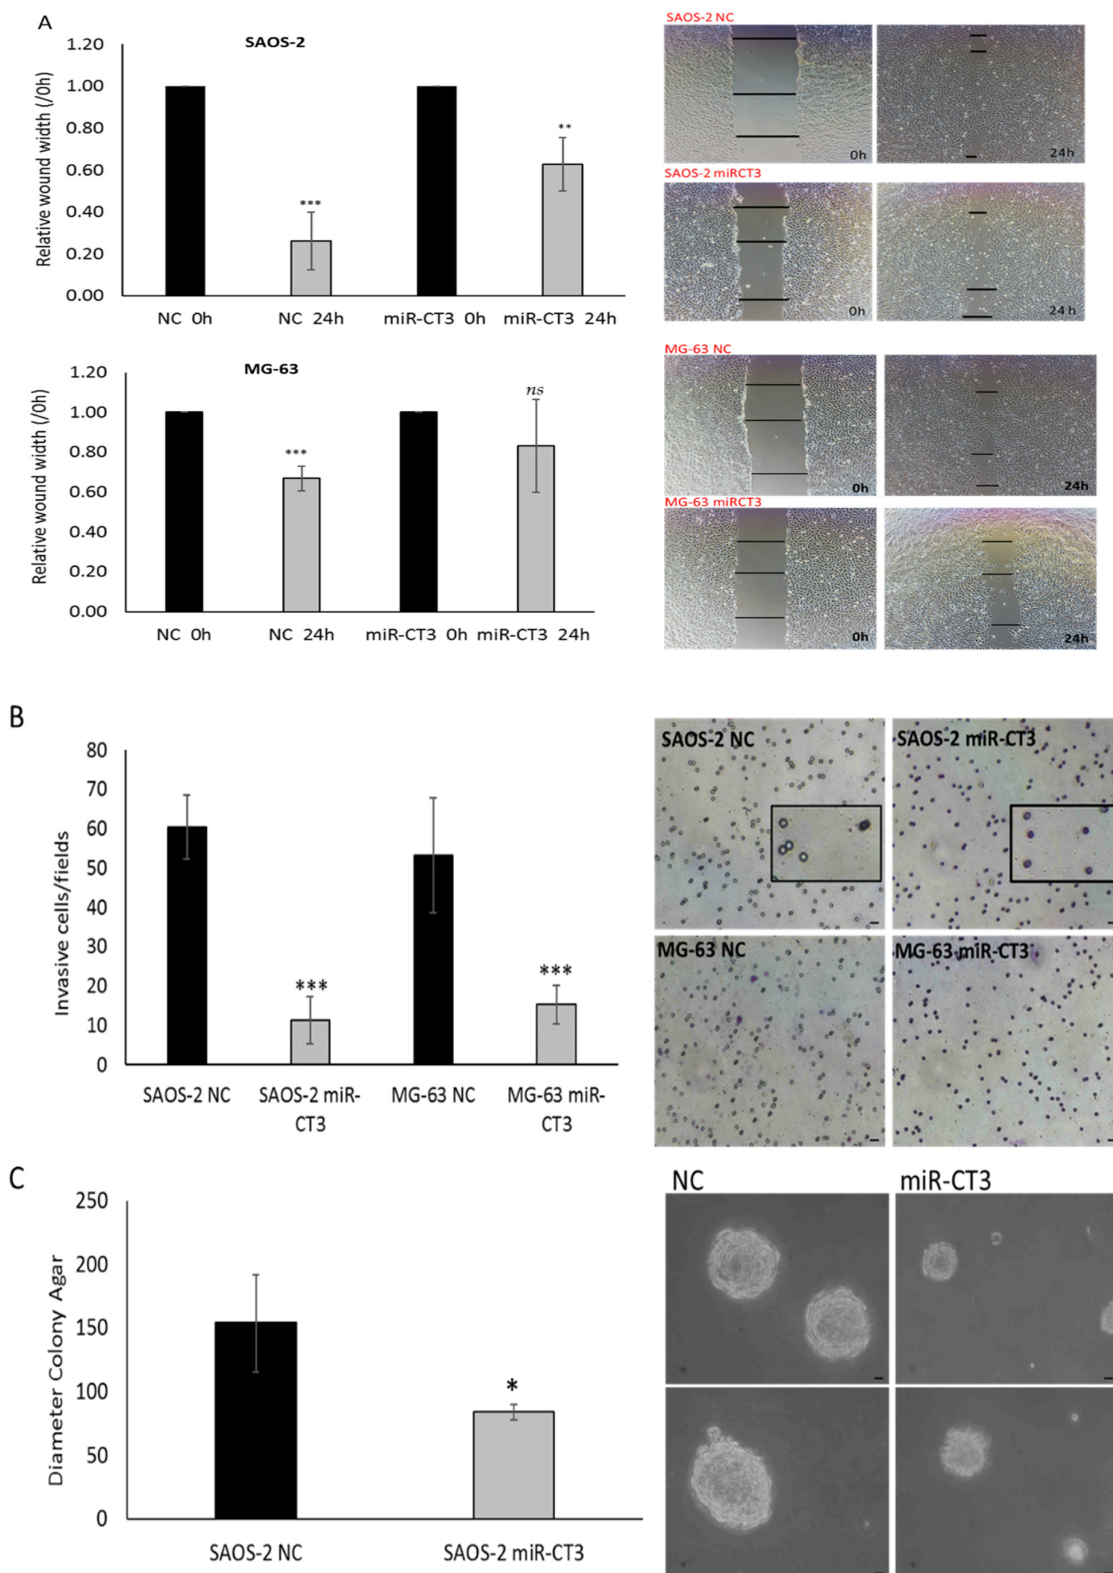 A
SAOS-2
Relative wound width (/0h)
1.20
1.00
0.80
0.60
0.40
0.20
0.00
***
**
NC 0h
NC 24h
miR-CT3 0h
miR-CT3 24h
SAOS-2 NC
0h
24h
SAOS-2 miRCT3
0h
24h
MG-63
Relative wound width (/0h)
1.20
1.00
0.80
0.60
0.40
0.20
0.00
***
ns
NC 0h
NC 24h
miR-CT3 0h
miR-CT3 24h
MG-63 NC
0h
24h
MG-63 miRCT3
0h
24h
B
Invasive cells/fields
80
70
60
50
40
30
20
10
0
***
***
SAOS-2 NC
SAOS-2 miR-
CT3
MG-63 NC
MG-63 miR-
CT3
SAOS-2 NC
SAOS-2 miR-CT3
MG-63 NC
MG-63 miR-CT3
C
Diameter Colony Agar
250
200
150
100
50
0
*
SAOS-2 NC
SAOS-2 miR-CT3
NC
miR-CT3